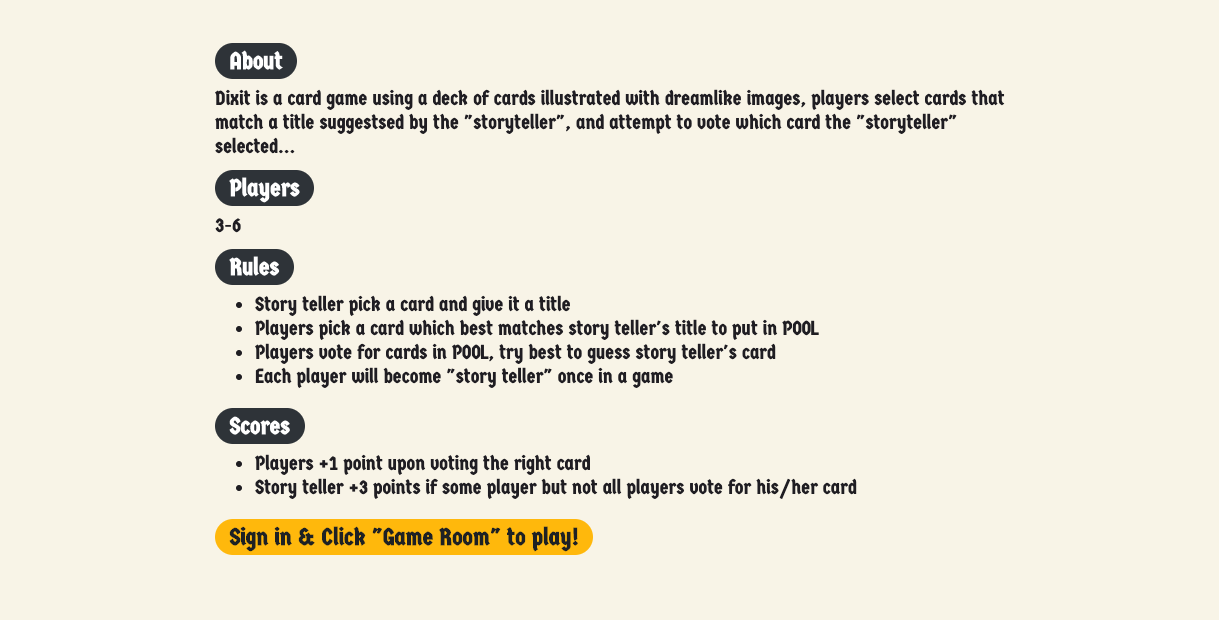 About
Dixit is a card game using a deck of cards illustrated with dreamlike images, players select cards that
match a title suggestsed by the "storyteller", and attempt to vote which card the "storyteller"
selected...
Players
3-6
Rules
• Story teller pick a card and give it a title
• Players pick a card which best matches story teller's title to put in POOL
• Players vote for cards in POOL, try best to guess story teller's card
• Each player will become "story teller" once in a game
Scores
• Players +1 point upon voting the right card
• Story teller +3 points if some player but not all players vote for his/her card
Sign in & Click "Game Room" to play!